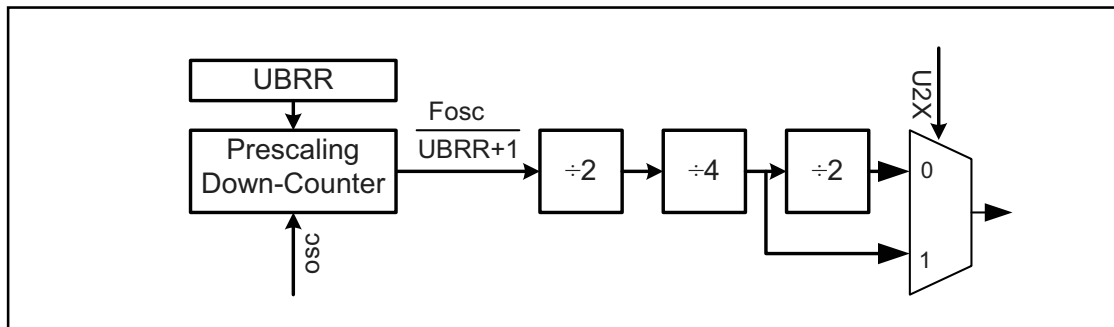 UBRR
Prescaling
Down-Counter
Fosc
UBRR+1
÷2
÷4
÷2
U2X
0
1
osc